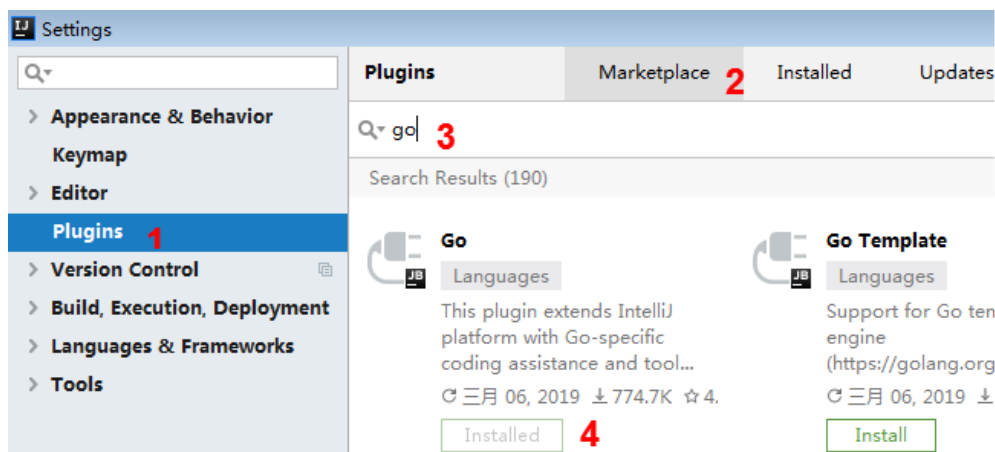 Settings
Appearance & Behavior
Keymap
Editor
Plugins 1
Version Control
Build, Execution, Deployment
Languages & Frameworks
Tools
Plugins Marketplace 2 Installed Updates
go 3
Search Results (190)
Go
Languages
This plugin extends IntelliJ
platform with Go-specific
coding assistance and tool...
三月 06, 2019 774.7K 4.
Installed 4
Go Template
Languages
Support for Go ten
engine
(https://golang.org
三月 06, 2019
Install